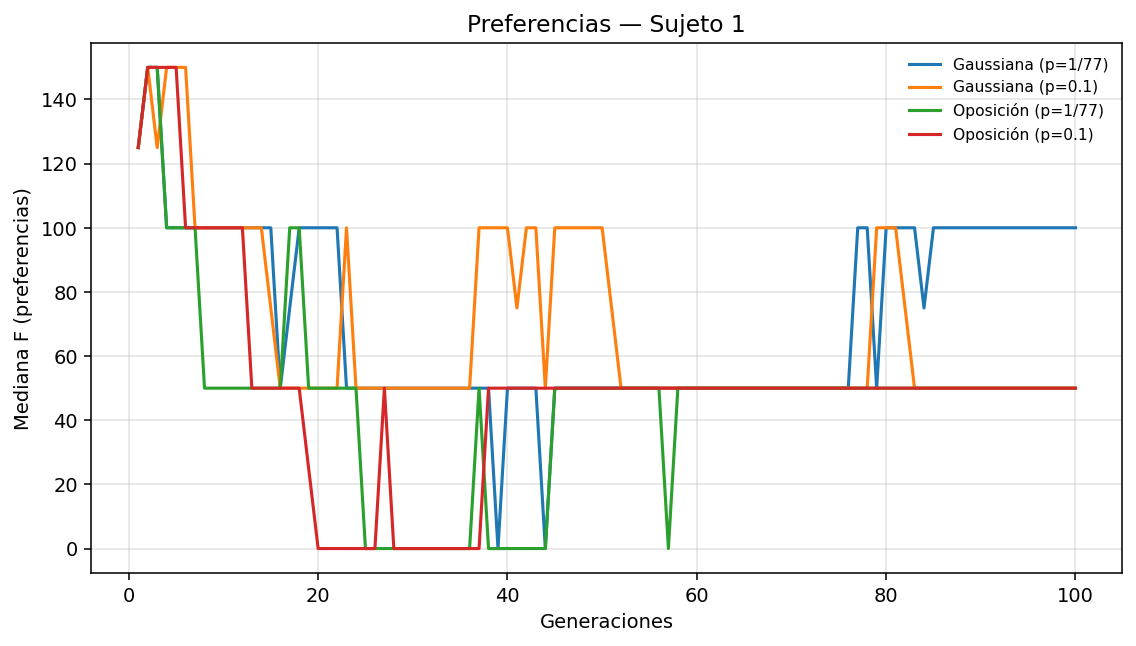 Preferencias — Sujeto 1
Mediana F (preferencias)
140
120
100
80
60
40
20
0
Gaussiana (p=1/77)
Gaussiana (p=0.1)
Oposición (p=1/77)
Oposición (p=0.1)
0
20
40
60
80
100
Generaciones